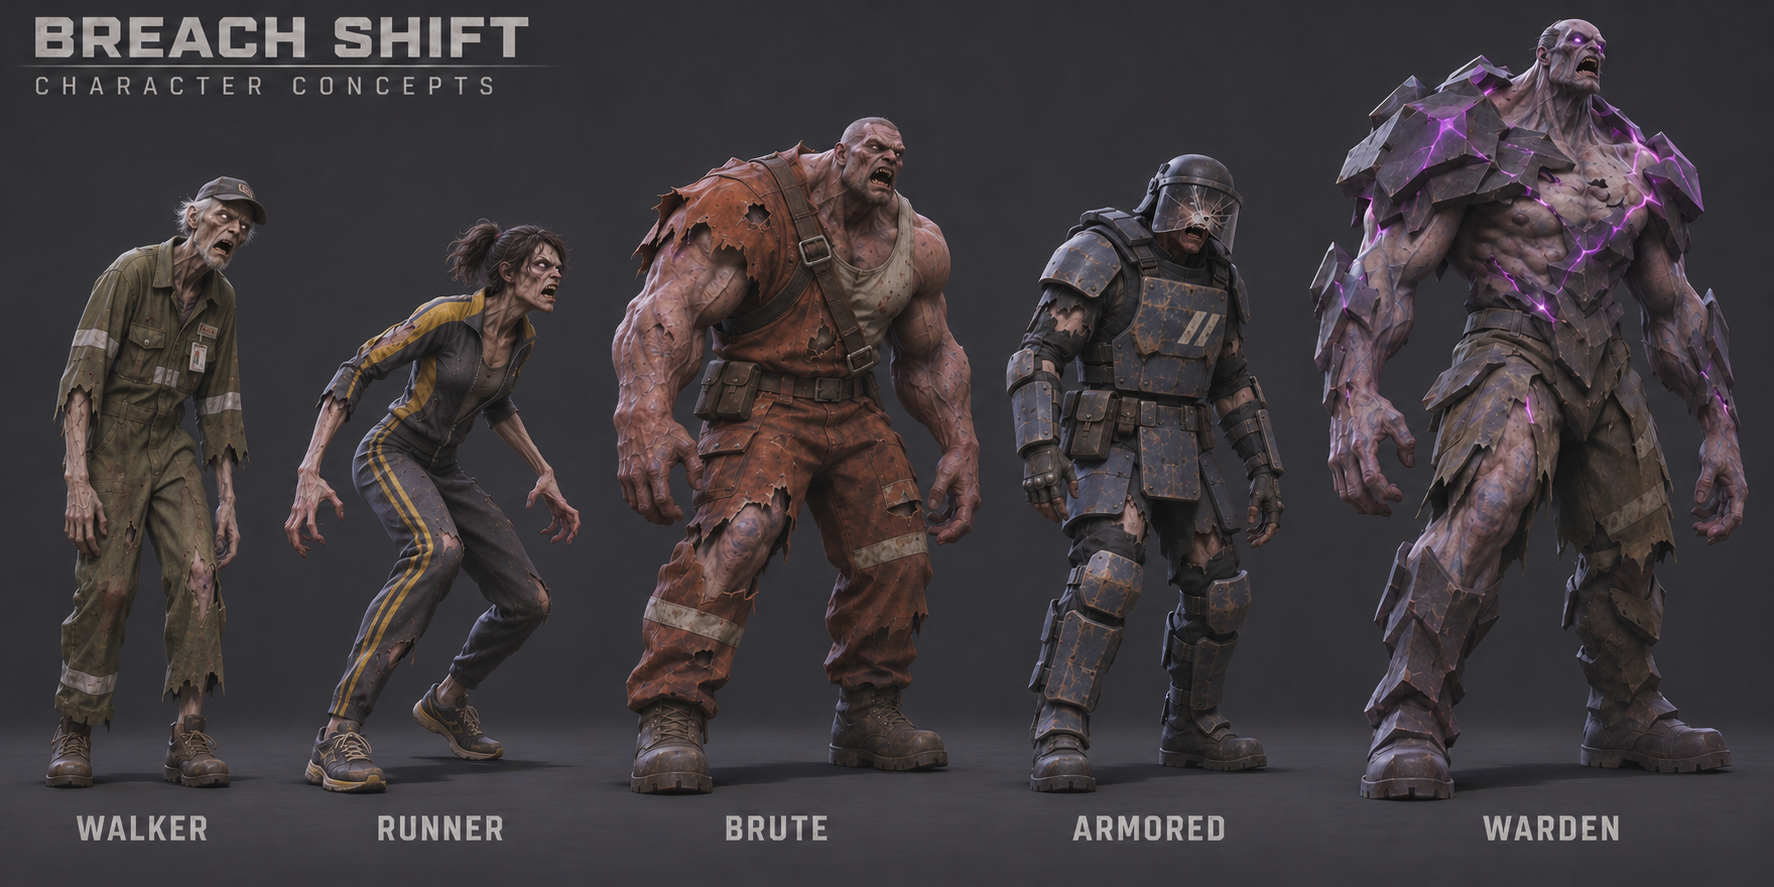 BREACH SHIFT
CHARACTER CONCEPTS
WALKER
RUNNER
BRUTE
ARMORED
WARDEN